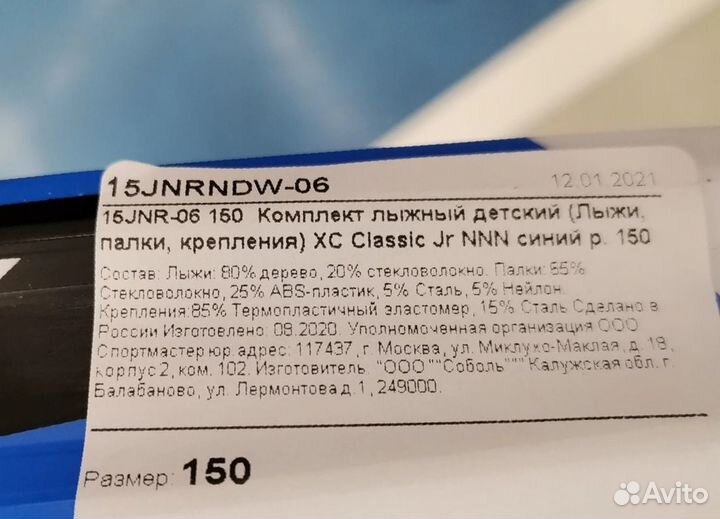 15JNRNDW-06 12.01.2021
15JNR-06 150 Комплект лыжный детский (Лыжи,
палки, крепления) XC Classic Jr NNN синий р. 150
Состав: Лыжи: 80% дерево, 20% стекловолокно. Палки: 65%
Стекловолокно, 25% ABS-пластик, 5% Сталь, 5% Нейлон.
Крепления:85% Термопластичный эластомер, 15% Сталь Сделано в
России Изготовлено: 08.2020. Уполномоченная организация ООО
Спортмастер юр. адрес: 117437, г. Москва, ул. Миклухо-Маклая, д. 18,
корпус 2, ком. 102. Изготовитель: "ООО ""Соболь""" Калужская обл. г.
Балабаново, ул. Лермонтова д.1, 249000.
Размер: 150
Avito